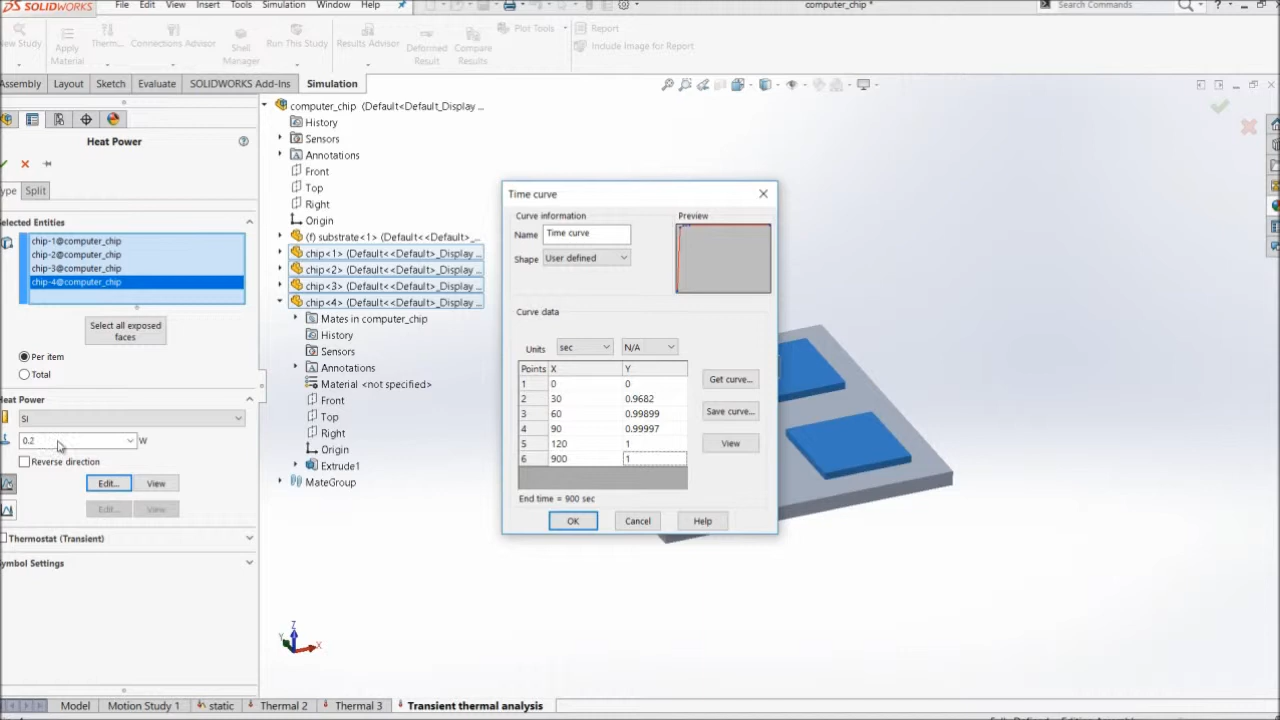 SOLIDWORKS File Edit View Insert Tools Simulation Window Help computer_chip * Search Commands ?
New Study Apply Material Therm... Connections Advisor Shell Manager Run This Study Results Advisor Deformed Result Compare Results Plot Tools Report
Include Image for Report
Assembly Layout Sketch Evaluate SOLIDWORKS Add-Ins Simulation
Heat Power
Type Split
Selected Entities
chip-1@computer_chip
chip-2@computer_chip
chip-3@computer_chip
chip-4@computer_chip
Select all exposed
faces
Per item
Total
Heat Power
SI
0.2 W
Reverse direction
Edit... View
Edit... View
Thermostat (Transient)
Symbol Settings
computer_chip (Default<Default_Display ...
History
Sensors
Annotations
Front
Top
Right
Origin
(f) substrate<1> (Default<<Default>_...
chip<1> (Default<<Default>_Display ...
chip<2> (Default<<Default>_Display ...
chip<3> (Default<<Default>_Display ...
chip<4> (Default<<Default>_Display ...
Mates in computer_chip
History
Sensors
Annotations
Material <not specified>
Front
Top
Right
Origin
Extrude1
MateGroup
Time curve
Curve information
Name Time curve
Shape User defined
Preview
Curve data
Units sec N/A
Points X Y
1 0 0
2 30 0.9682
3 60 0.99899
4 90 0.99997
5 120 1
6 900 1
Get curve...
Save curve...
View
End time = 900 sec
OK Cancel Help
Z
Y X
Model Motion Study 1 static Thermal 2 Thermal 3 Transient thermal analysis